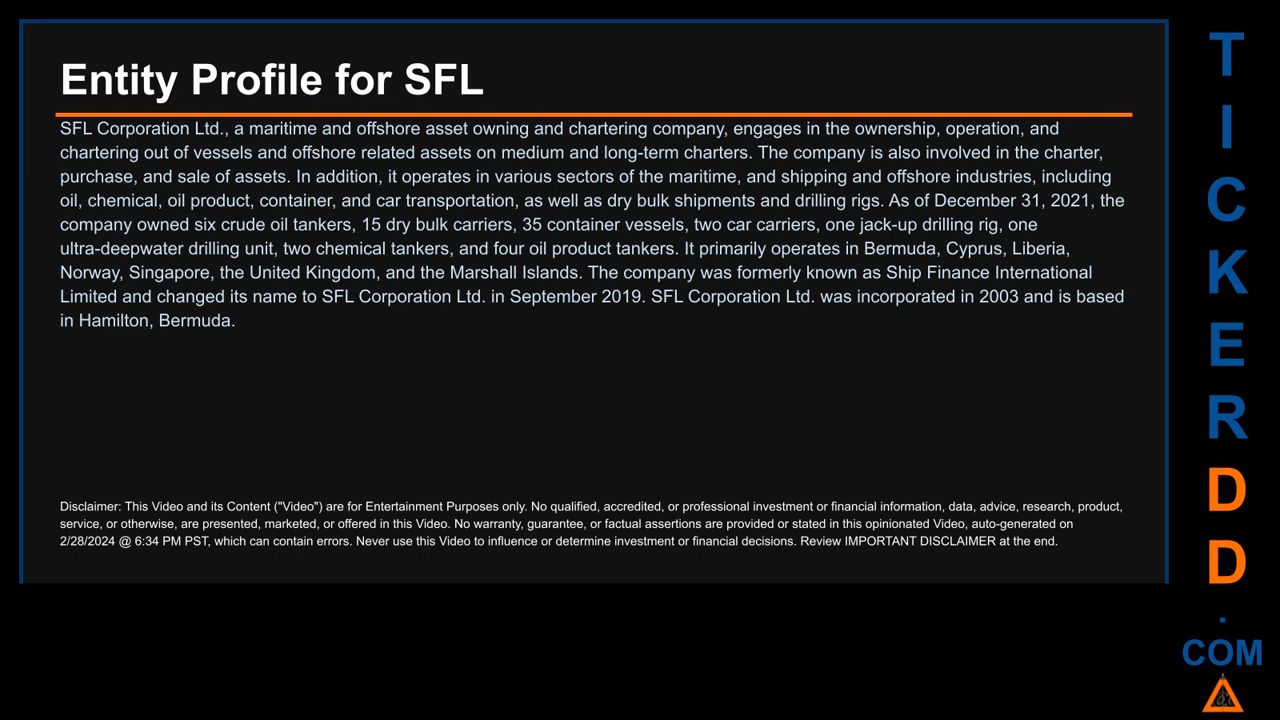 Entity Profile for SFL
SFL Corporation Ltd., a maritime and offshore asset owning and chartering company, engages in the ownership, operation, and
chartering out of vessels and offshore related assets on medium and long-term charters. The company is also involved in the charter,
purchase, and sale of assets. In addition, it operates in various sectors of the maritime, and shipping and offshore industries, including
oil, chemical, oil product, container, and car transportation, as well as dry bulk shipments and drilling rigs. As of December 31, 2021, the
company owned six crude oil tankers, 15 dry bulk carriers, 35 container vessels, two car carriers, one jack-up drilling rig, one
ultra-deepwater drilling unit, two chemical tankers, and four oil product tankers. It primarily operates in Bermuda, Cyprus, Liberia,
Norway, Singapore, the United Kingdom, and the Marshall Islands. The company was formerly known as Ship Finance International
Limited and changed its name to SFL Corporation Ltd. in September 2019. SFL Corporation Ltd. was incorporated in 2003 and is based
in Hamilton, Bermuda.
Disclaimer: This Video and its Content ("Video") are for Entertainment Purposes only. No qualified, accredited, or professional investment or financial information, data, advice, research, product,
service, or otherwise, are presented, marketed, or offered in this Video. No warranty, guarantee, or factual assertions are provided or stated in this opinionated Video, auto-generated on
2/28/2024 @ 6:34 PM PST, which can contain errors. Never use this Video to influence or determine investment or financial decisions. Review IMPORTANT DISCLAIMER at the end.
T
I
C
K
E
R
D
D
.
COM